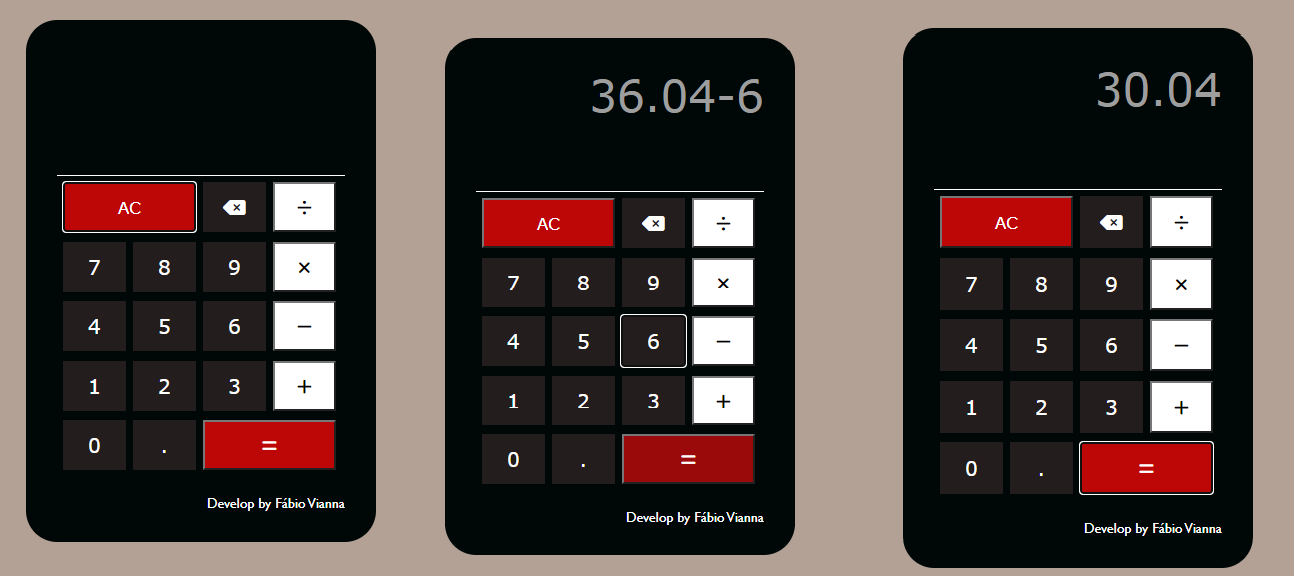 AC ÷
7 8 9 ×
4 5 6 −
1 2 3 +
0 . =
Develop by Fábio Vianna
36.04-6
AC ÷
7 8 9 ×
4 5 6 −
1 2 3 +
0 . =
Develop by Fábio Vianna
30.04
AC ÷
7 8 9 ×
4 5 6 −
1 2 3 +
0 . =
Develop by Fábio Vianna